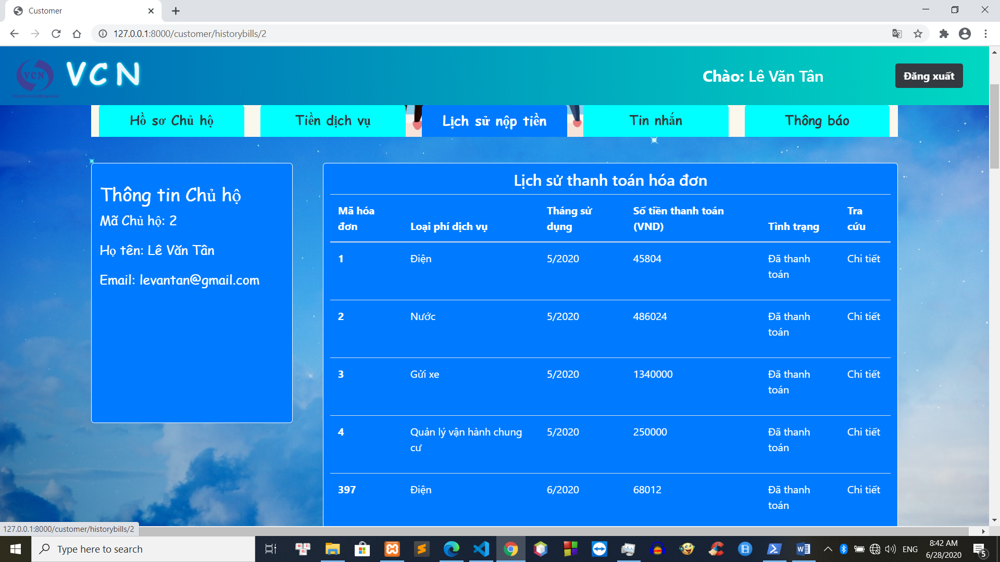 Customer
127.0.0.1:8000/customer/historybills/2
VCN
VCN
Chào: Lê Văn Tân
Đăng xuất
Hồ sơ Chủ hộ
Tiền dịch vụ
Lịch sử nộp tiền
Tin nhắn
Thông báo
Thông tin Chủ hộ
Mã Chủ hộ: 2
Họ tên: Lê Văn Tân
Email: levantan@gmail.com
Lịch sử thanh toán hóa đơn
Mã hóa đơn Loại phí dịch vụ Tháng sử dụng Số tiền thanh toán (VND) Tình trạng Tra cứu
1 Điện 5/2020 45804 Đã thanh toán Chi tiết
2 Nước 5/2020 486024 Đã thanh toán Chi tiết
3 Gửi xe 5/2020 1340000 Đã thanh toán Chi tiết
4 Quản lý vận hành chung cư 5/2020 250000 Đã thanh toán Chi tiết
397 Điện 6/2020 68012 Đã thanh toán Chi tiết
127.0.0.1:8000/customer/historybills/2
Type here to search
ENG
8:42 AM
6/28/2020
5